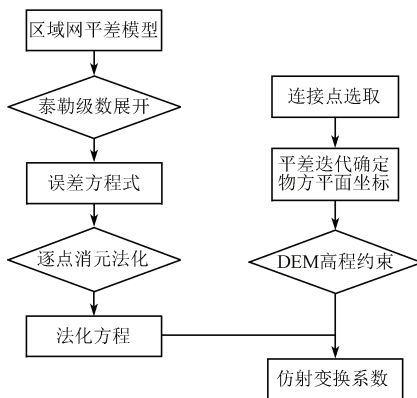 区域网平差模型
泰勒级数展开
误差方程式
逐点消元法化
法化方程
连接点选取
平差迭代确定
物方平面坐标
DEM高程约束
仿射变换系数